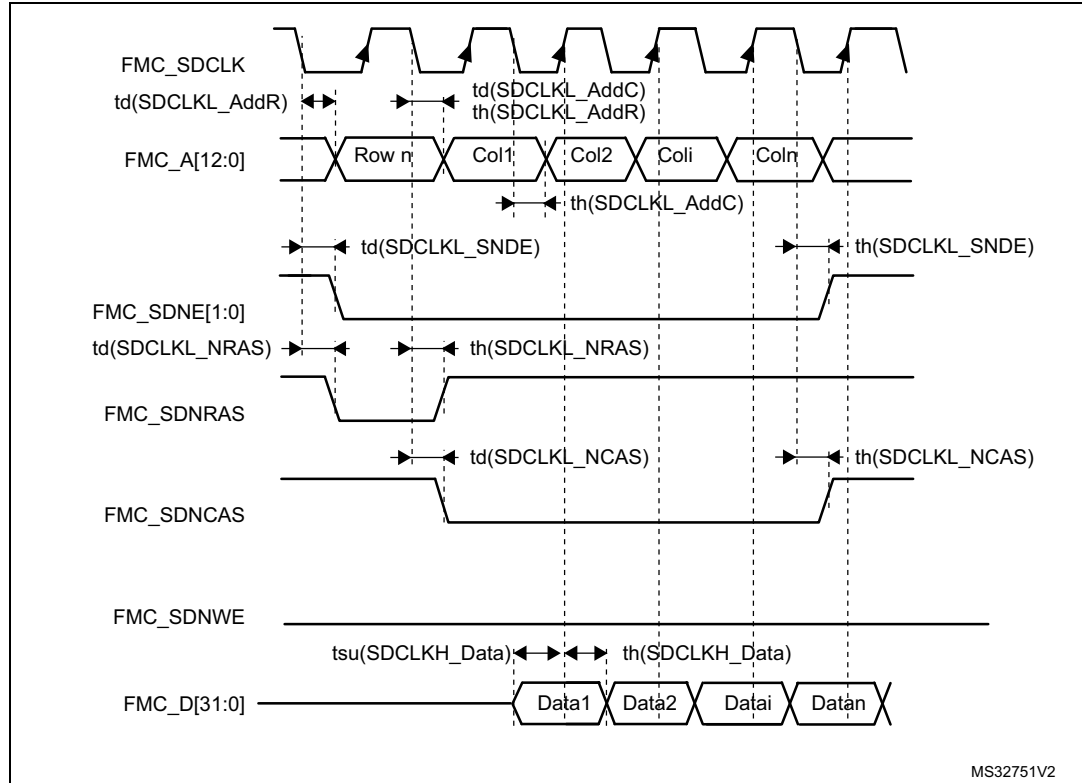 FMC_SDCLK
td(SDCLKL_AddR)
td(SDCLKL_AddC)
th(SDCLKL_AddR)
FMC_A[12:0]
Row n
Col1
Col2
Coli
Coln
th(SDCLKL_AddC)
td(SDCLKL_SNDE)
th(SDCLKL_SNDE)
FMC_SDNE[1:0]
td(SDCLKL_NRAS)
th(SDCLKL_NRAS)
FMC_SDNRAS
td(SDCLKL_NCAS)
th(SDCLKL_NCAS)
FMC_SDNCAS
FMC_SDNWE
tsu(SDCLKH_Data)
th(SDCLKH_Data)
FMC_D[31:0]
Data1
Data2
Datai
Datan
MS32751V2